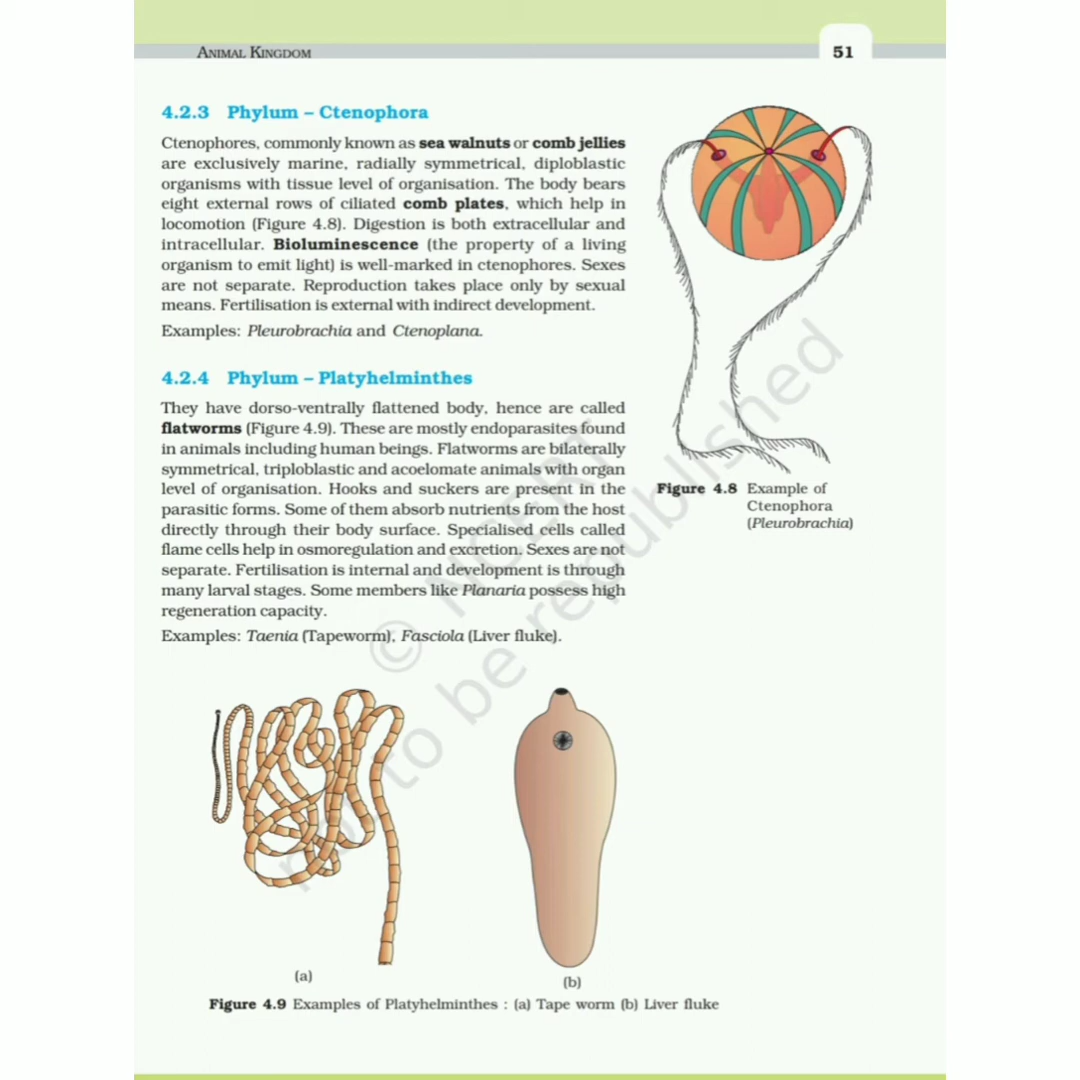 ANIMAL KINGDOM
51
4.2.3 Phylum – Ctenophora
Ctenophores, commonly known as sea walnuts or comb jellies
are exclusively marine, radially symmetrical, diploblastic
organisms with tissue level of organisation. The body bears
eight external rows of ciliated comb plates, which help in
locomotion (Figure 4.8). Digestion is both extracellular and
intracellular. Bioluminescence (the property of a living
organism to emit light) is well-marked in ctenophores. Sexes
are not separate. Reproduction takes place only by sexual
means. Fertilisation is external with indirect development.
Examples: Pleurobrachia and Ctenoplana.
4.2.4 Phylum – Platyhelminthes
They have dorso-ventrally flattened body, hence are called
flatworms (Figure 4.9). These are mostly endoparasites found
in animals including human beings. Flatworms are bilaterally
symmetrical, triploblastic and acoelomate animals with organ
level of organisation. Hooks and suckers are present in the
parasitic forms. Some of them absorb nutrients from the host
directly through their body surface. Specialised cells called
flame cells help in osmoregulation and excretion. Sexes are not
separate. Fertilisation is internal and development is through
many larval stages. Some members like Planaria possess high
regeneration capacity.
Examples: Taenia (Tapeworm), Fasciola (Liver fluke).
Figure 4.8 Example of
Ctenophora
(Pleurobrachia)
(a)
(b)
Figure 4.9 Examples of Platyhelminthes : (a) Tape worm (b) Liver fluke
© NCERT
not to be republished